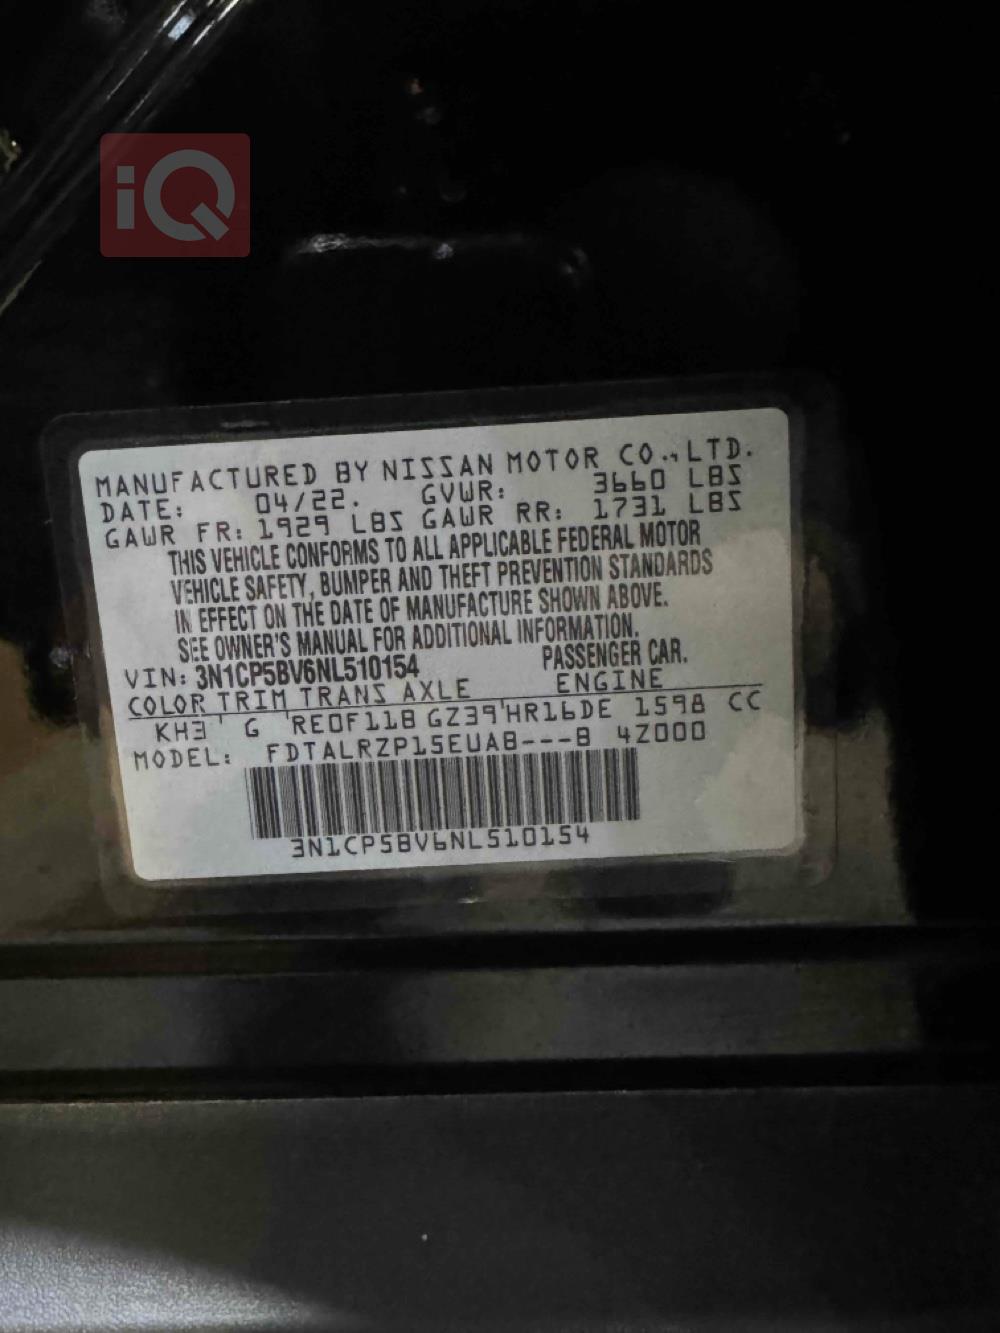 iQ
MANUFACTURED BY NISSAN MOTOR CO.,LTD.
DATE: 04/22. GVWR: 3660 LBS
GAWR FR: 1929 LBS GAWR RR: 1731 LBS
THIS VEHICLE CONFORMS TO ALL APPLICABLE FEDERAL MOTOR
VEHICLE SAFETY, BUMPER AND THEFT PREVENTION STANDARDS
IN EFFECT ON THE DATE OF MANUFACTURE SHOWN ABOVE.
SEE OWNER'S MANUAL FOR ADDITIONAL INFORMATION.
VIN: 3N1CP5BV6NL510154 PASSENGER CAR.
COLOR TRIM TRANS AXLE ENGINE
KH3 G RE0F11B GZ39 HR16DE 1598 CC
MODEL: FDTALRZP15EUAB---B 4Z000
3N1CP5BV6NL510154